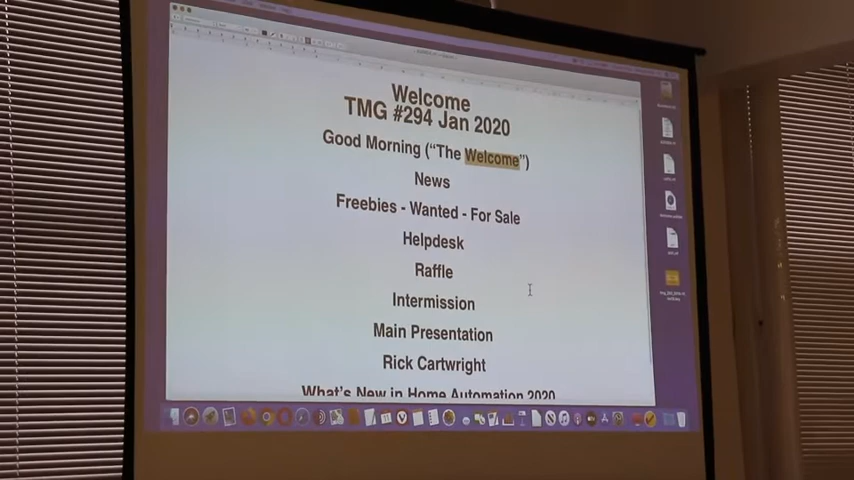 Welcome
TMG #294 Jan 2020
Good Morning (“The Welcome”)
News
Freebies - Wanted - For Sale
Helpdesk
Raffle
Intermission
Main Presentation
Rick Cartwright
What's New in Home Automation 2020